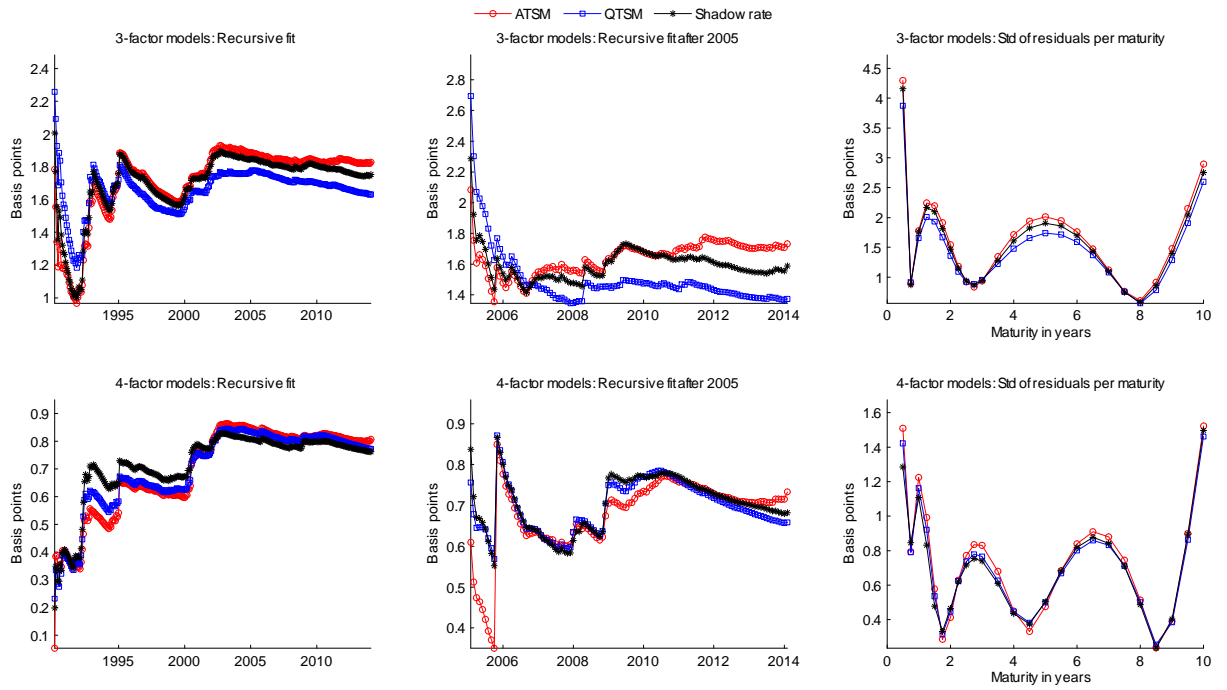 ATSM QTSM Shadow rate
3-factor models: Recursive fit
3-factor models: Recursive fit after 2005
3-factor models: Std of residuals per maturity
Basis points
2.4
2.2
2
1.8
1.6
1.4
1.2
1
1995 2000 2005 2010
Basis points
2.8
2.6
2.4
2.2
2
1.8
1.6
1.4
2006 2008 2010 2012 2014
Basis points
4.5
4
3.5
3
2.5
2
1.5
1
0 2 4 6 8 10
Maturity in years
4-factor models: Recursive fit
4-factor models: Recursive fit after 2005
4-factor models: Std of residuals per maturity
Basis points
0.9
0.8
0.7
0.6
0.5
0.4
0.3
0.2
0.1
1995 2000 2005 2010
Basis points
0.9
0.8
0.7
0.6
0.5
0.4
2006 2008 2010 2012 2014
Basis points
1.6
1.4
1.2
1
0.8
0.6
0.4
0 2 4 6 8 10
Maturity in years